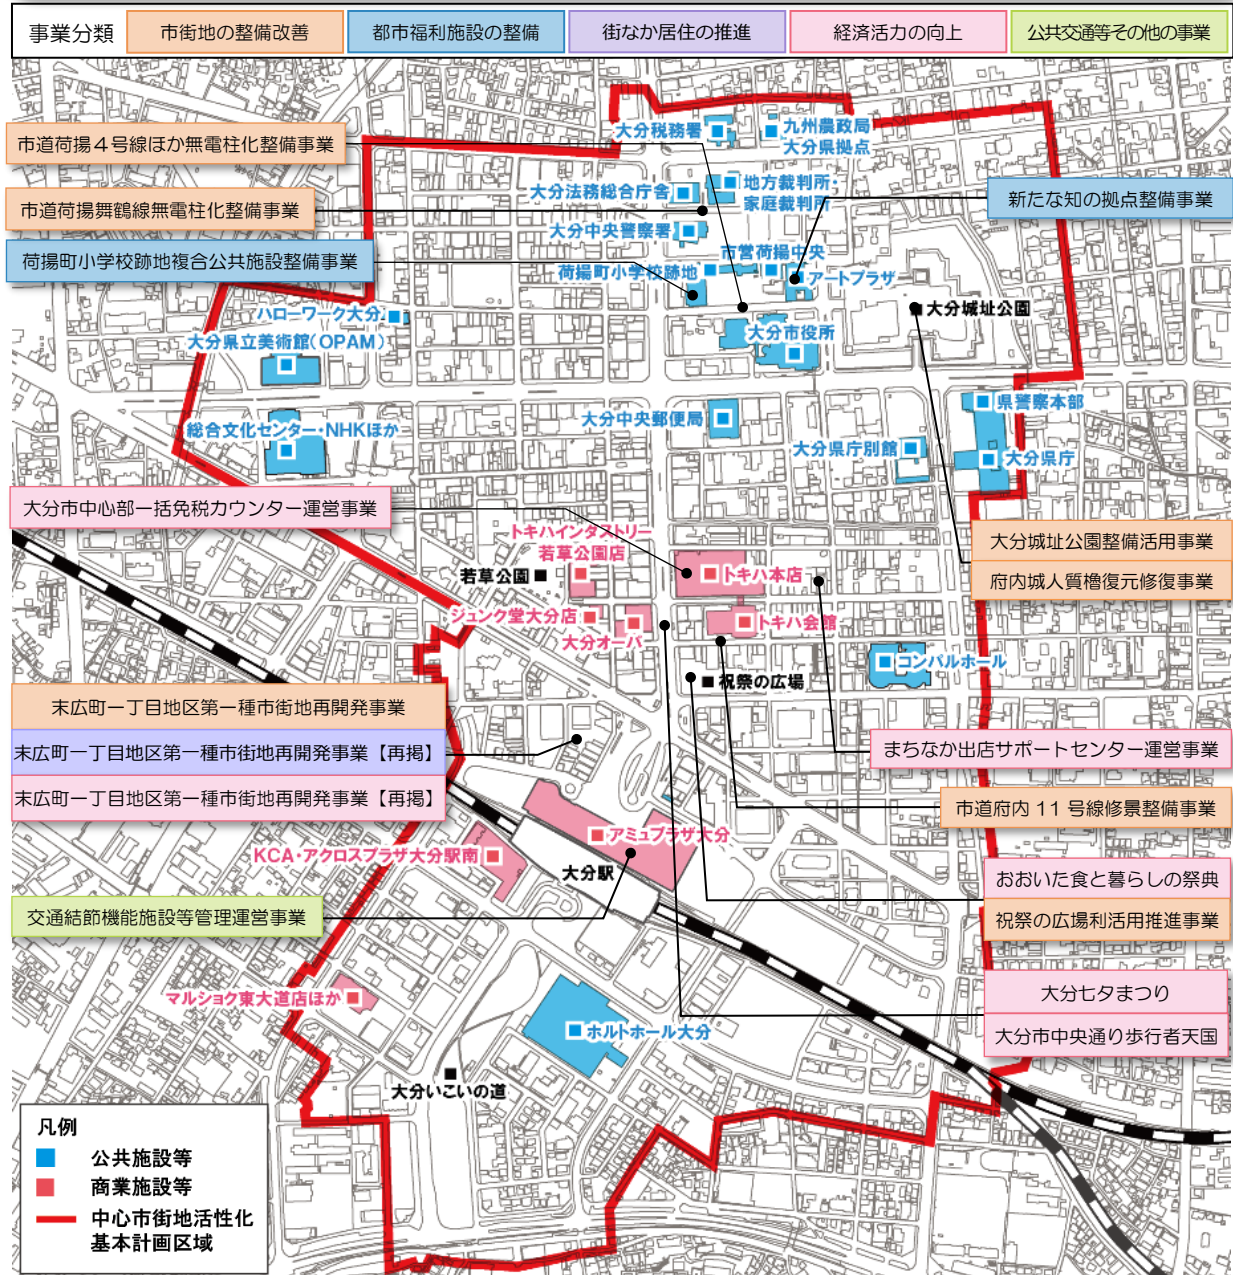 事業分類
市街地の整備改善
都市福利施設の整備
街なか居住の推進
経済活力の向上
公共交通等その他の事業
大分税務署
九州農政局
大分県拠点
市道荷揚4号線ほか無電柱化整備事業
大分法務総合庁舎
地方裁判所・
家庭裁判所
新たな知の拠点整備事業
市道荷揚舞鶴線無電柱化整備事業
大分中央警察署
市営荷揚中央
荷揚町小学校跡地複合公共施設整備事業
荷揚町小学校跡地
アートプラザ
ハローワーク大分
大分城址公園
大分県立美術館(OPAM)
大分市役所
県警察本部
大分中央郵便局
総合文化センター・NHKほか
大分県庁別館
大分県庁
大分市中心部一括免税カウンター運営事業
トキハインダストリー
若草公園店
大分城址公園整備活用事業
若草公園
トキハ本店
府内城人質櫓復元修復事業
ジュンク堂大分店
大分オーパ
トキハ会館
コンパルホール
祝祭の広場
末広町一丁目地区第一種市街地再開発事業
末広町一丁目地区第一種市街地再開発事業【再掲】
まちなか出店サポートセンター運営事業
末広町一丁目地区第一種市街地再開発事業【再掲】
市道府内 11 号線修景整備事業
アミュプラザ大分
KCA・アクロスプラザ大分駅南
大分駅
おおいた食と暮らしの祭典
交通結節機能施設等管理運営事業
祝祭の広場利活用推進事業
マルショク東大道店ほか
大分七夕まつり
ホルトホール大分
大分市中央通り歩行者天国
大分いこいの道
凡例
公共施設等
商業施設等
中心市街地活性化
基本計画区域